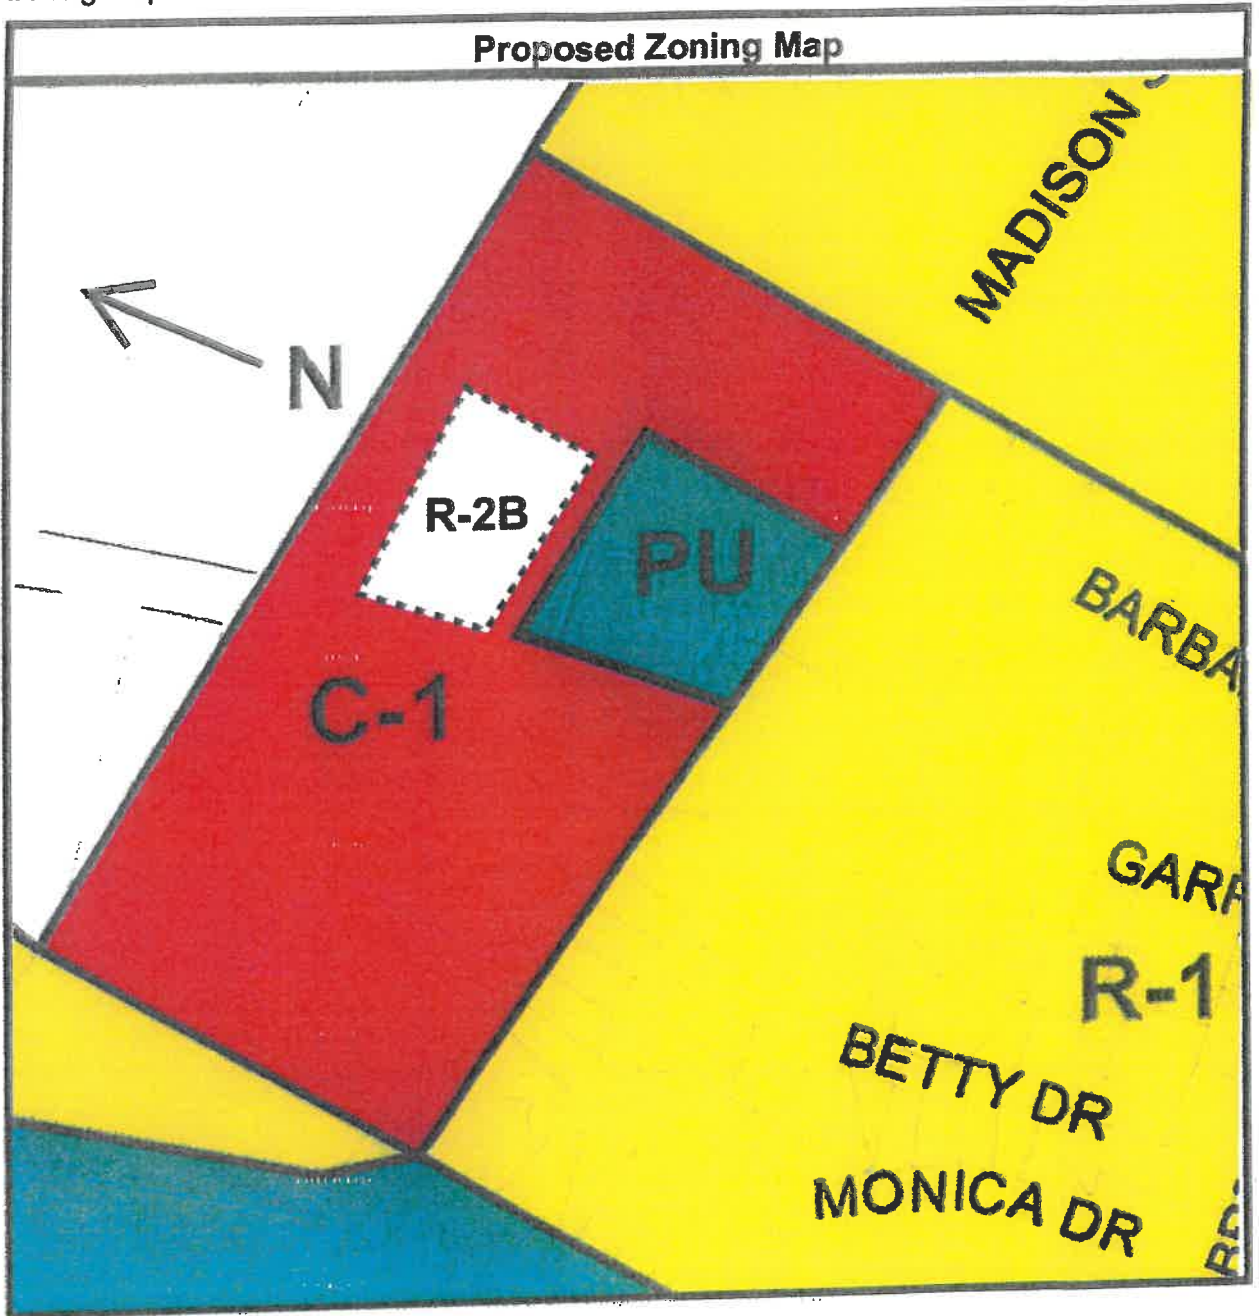 Proposed Zoning Map
MADISON
N
R-2B
PU
BARBA
C-1
GARF
R-1
BETTY DR
MONICA DR